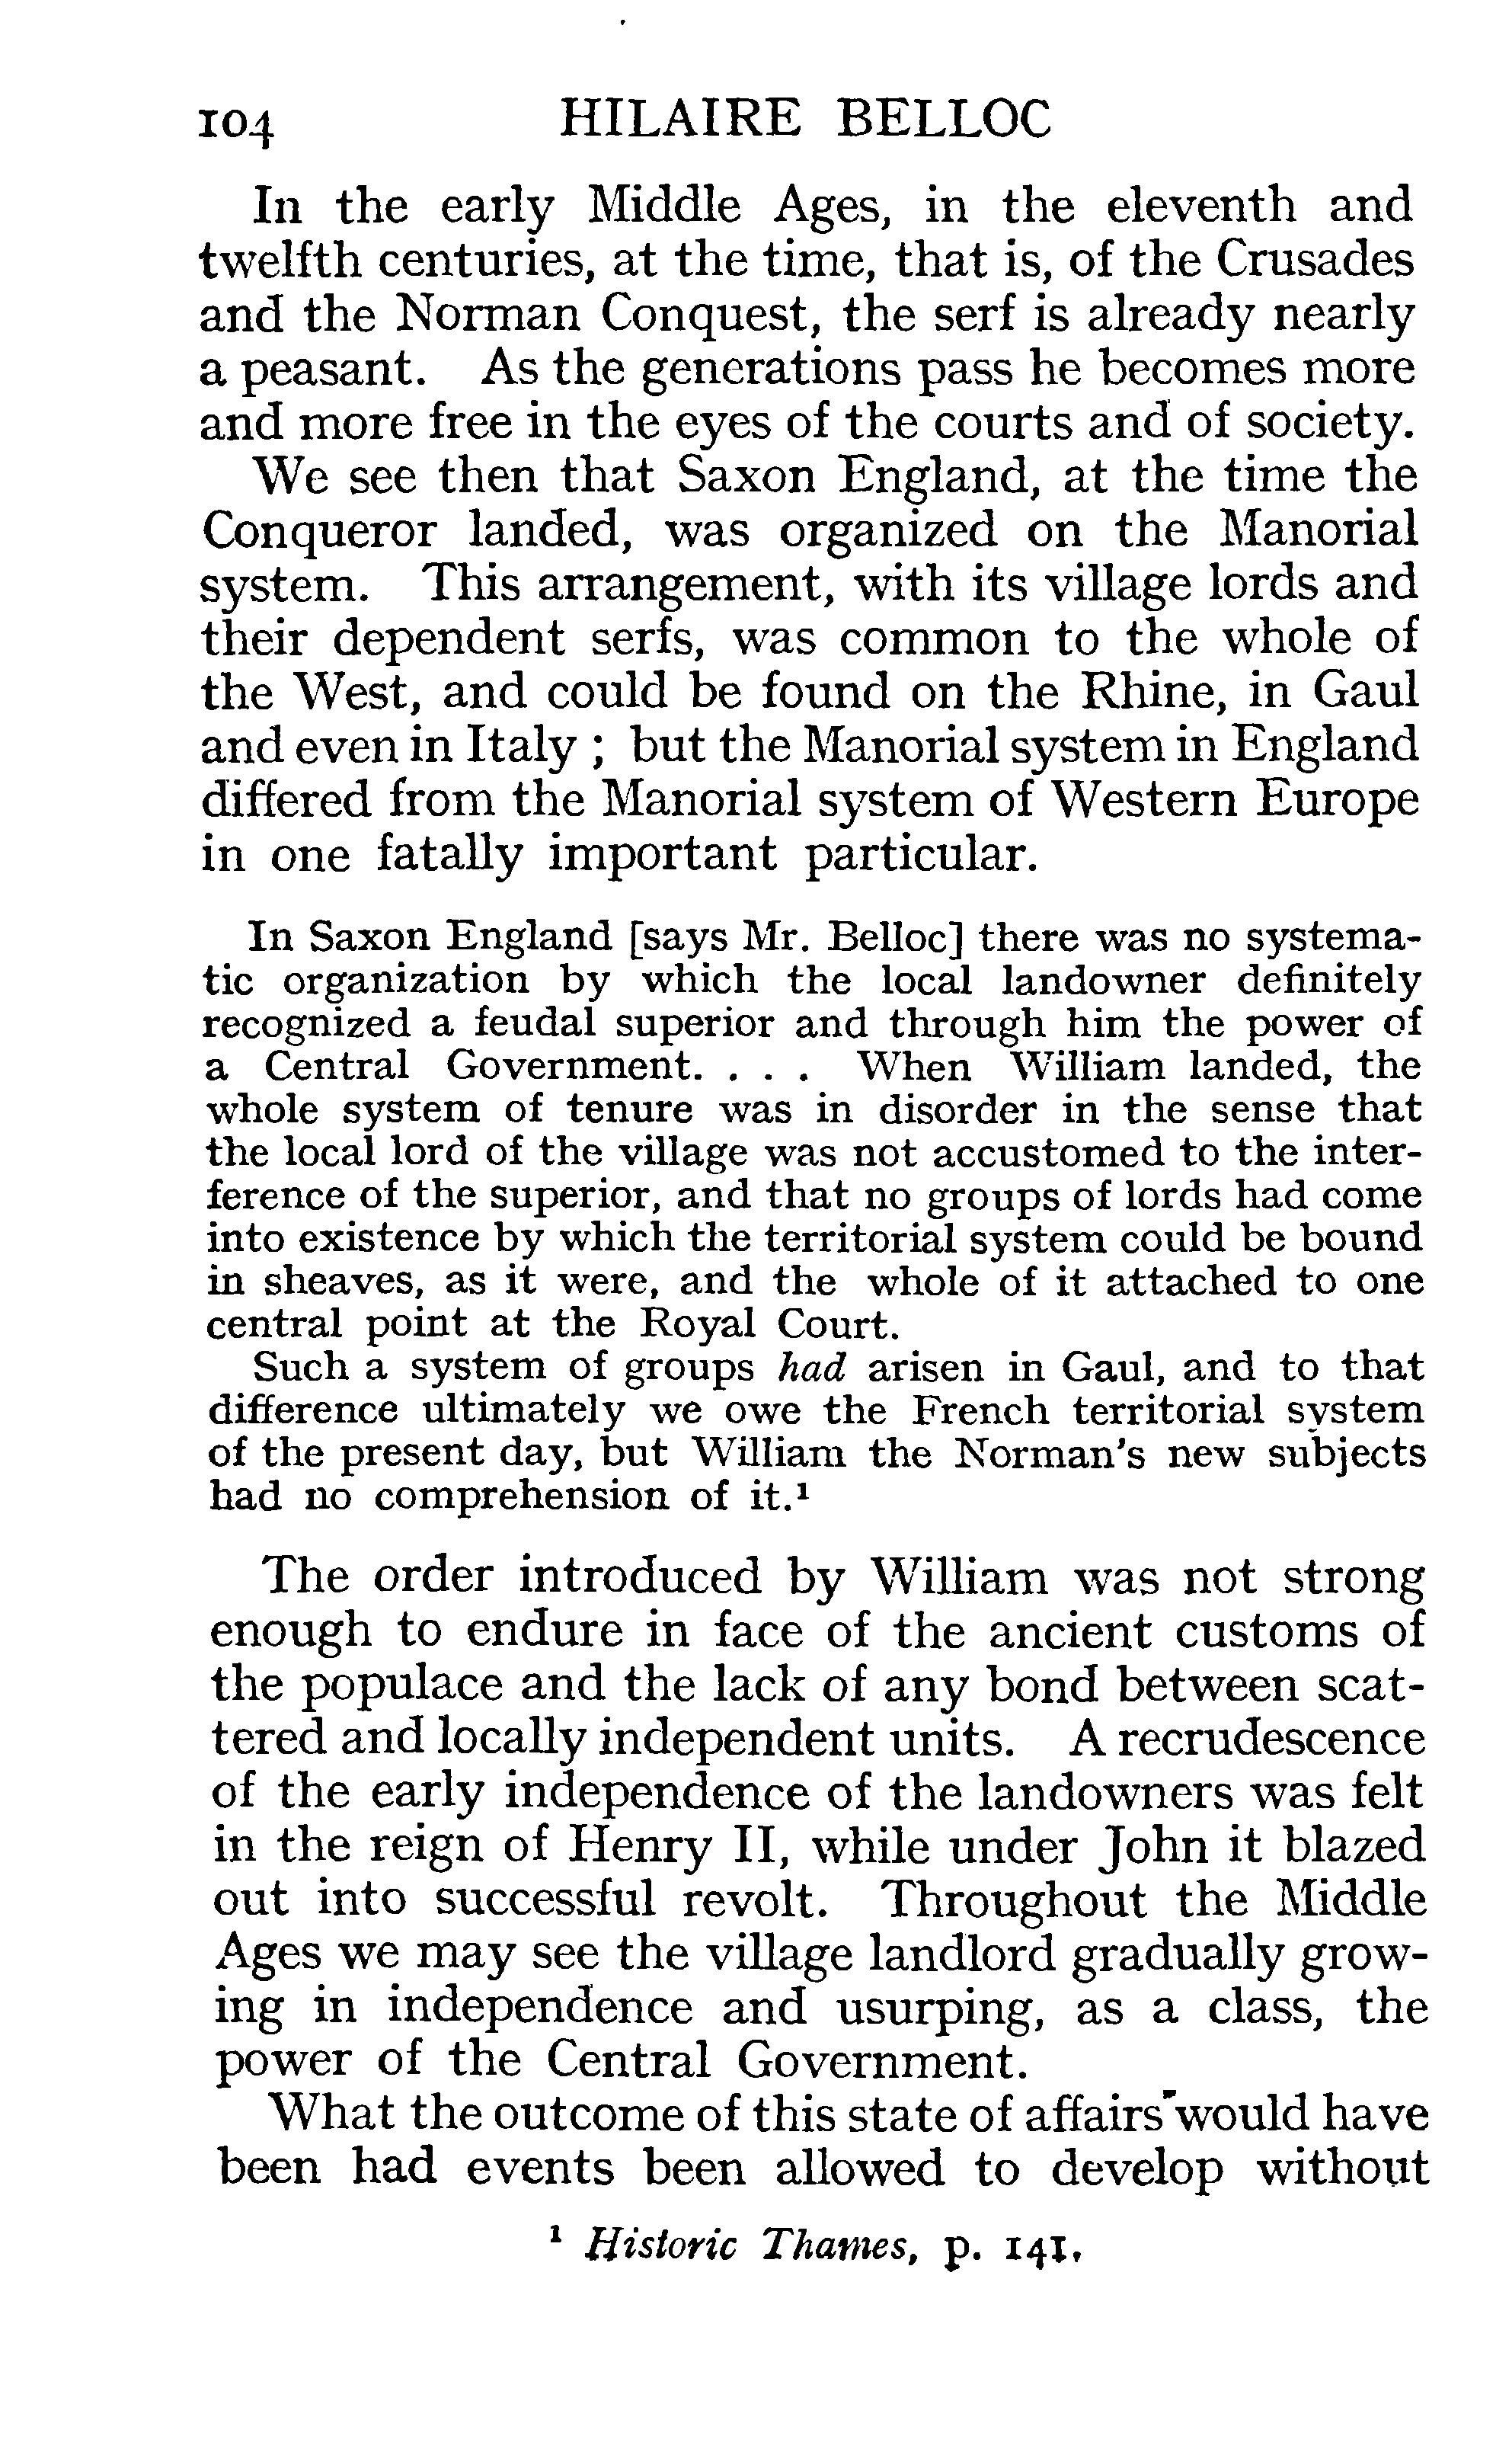 104 HILAIRE BELLOC
In the early Middle Ages, in the eleventh and
twelfth centuries, at the time, that is, of the Crusades
and the Norman Conquest, the serf is already nearly
a peasant. As the generations pass he becomes more
and more free in the eyes of the courts and of society.
We see then that Saxon England, at the time the
Conqueror landed, was organized on the Manorial
system. This arrangement, with its village lords and
their dependent serfs, was common to the whole of
the West, and could be found on the Rhine, in Gaul
and even in Italy ; but the Manorial system in England
differed from the Manorial system of Western Europe
in one fatally important particular.
In Saxon England [says Mr. Belloc] there was no systema-
tic organization by which the local landowner definitely
recognized a feudal superior and through him the power of
a Central Government. . . . When William landed, the
whole system of tenure was in disorder in the sense that
the local lord of the village was not accustomed to the inter-
ference of the superior, and that no groups of lords had come
into existence by which the territorial system could be bound
in sheaves, as it were, and the whole of it attached to one
central point at the Royal Court.
Such a system of groups had arisen in Gaul, and to that
difference ultimately we owe the French territorial system
of the present day, but William the Norman's new subjects
had no comprehension of it.¹
The order introduced by William was not strong
enough to endure in face of the ancient customs of
the populace and the lack of any bond between scat-
tered and locally independent units. A recrudescence
of the early independence of the landowners was felt
in the reign of Henry II, while under John it blazed
out into successful revolt. Throughout the Middle
Ages we may see the village landlord gradually grow-
ing in independence and usurping, as a class, the
power of the Central Government.
What the outcome of this state of affairs would have
been had events been allowed to develop without
¹ Historic Thames, p. 141.